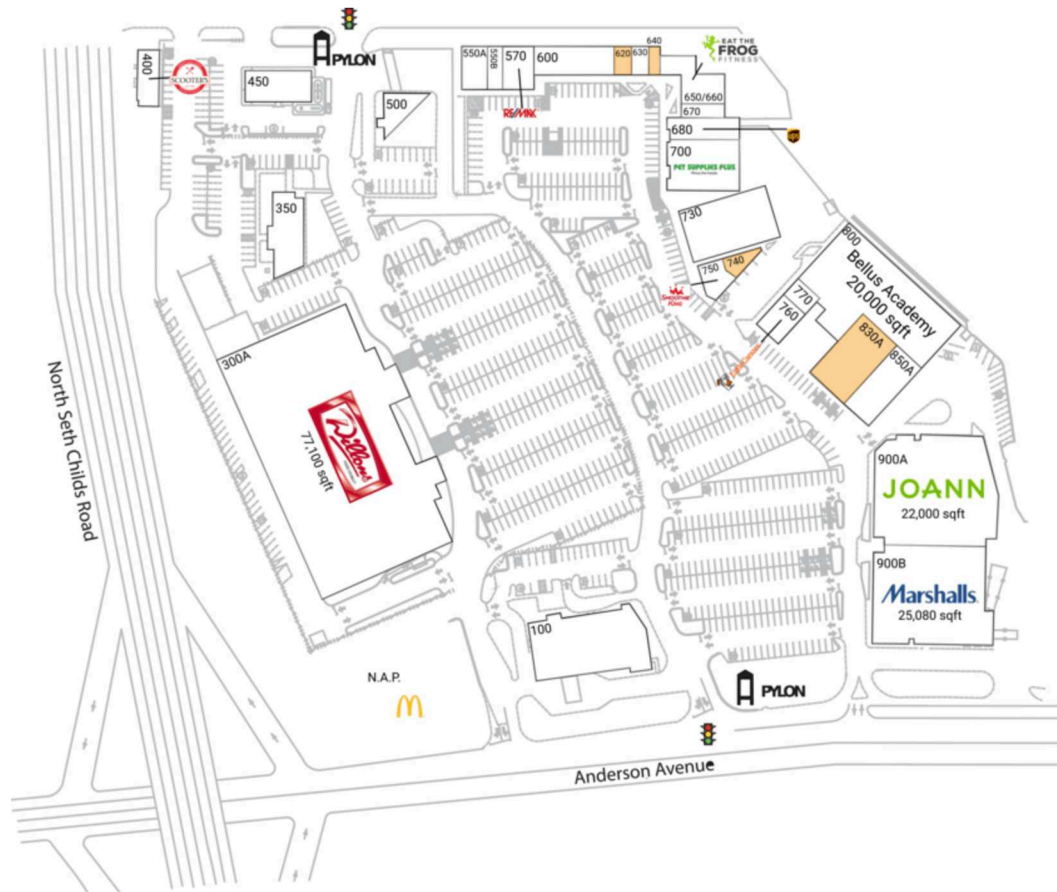 400
SCOOTER'S
450
PYLON
500
550A
550B
570
600
620
630
640
EAT THE
FROG
FITNESS
RE/MAX
650/660
670
680
700
PET SUPPLIES PLUS
350
730
740
750
SMOOTHIE
KING
800
Bellus Academy
20,000 sqft
770
760
830A
850A
300A
Willows
77,100 sqft
North Seth Childs Road
900A
JOANN
22,000 sqft
900B
Marshalls
25,080 sqft
100
N.A.P.
PYLON
Anderson Avenue